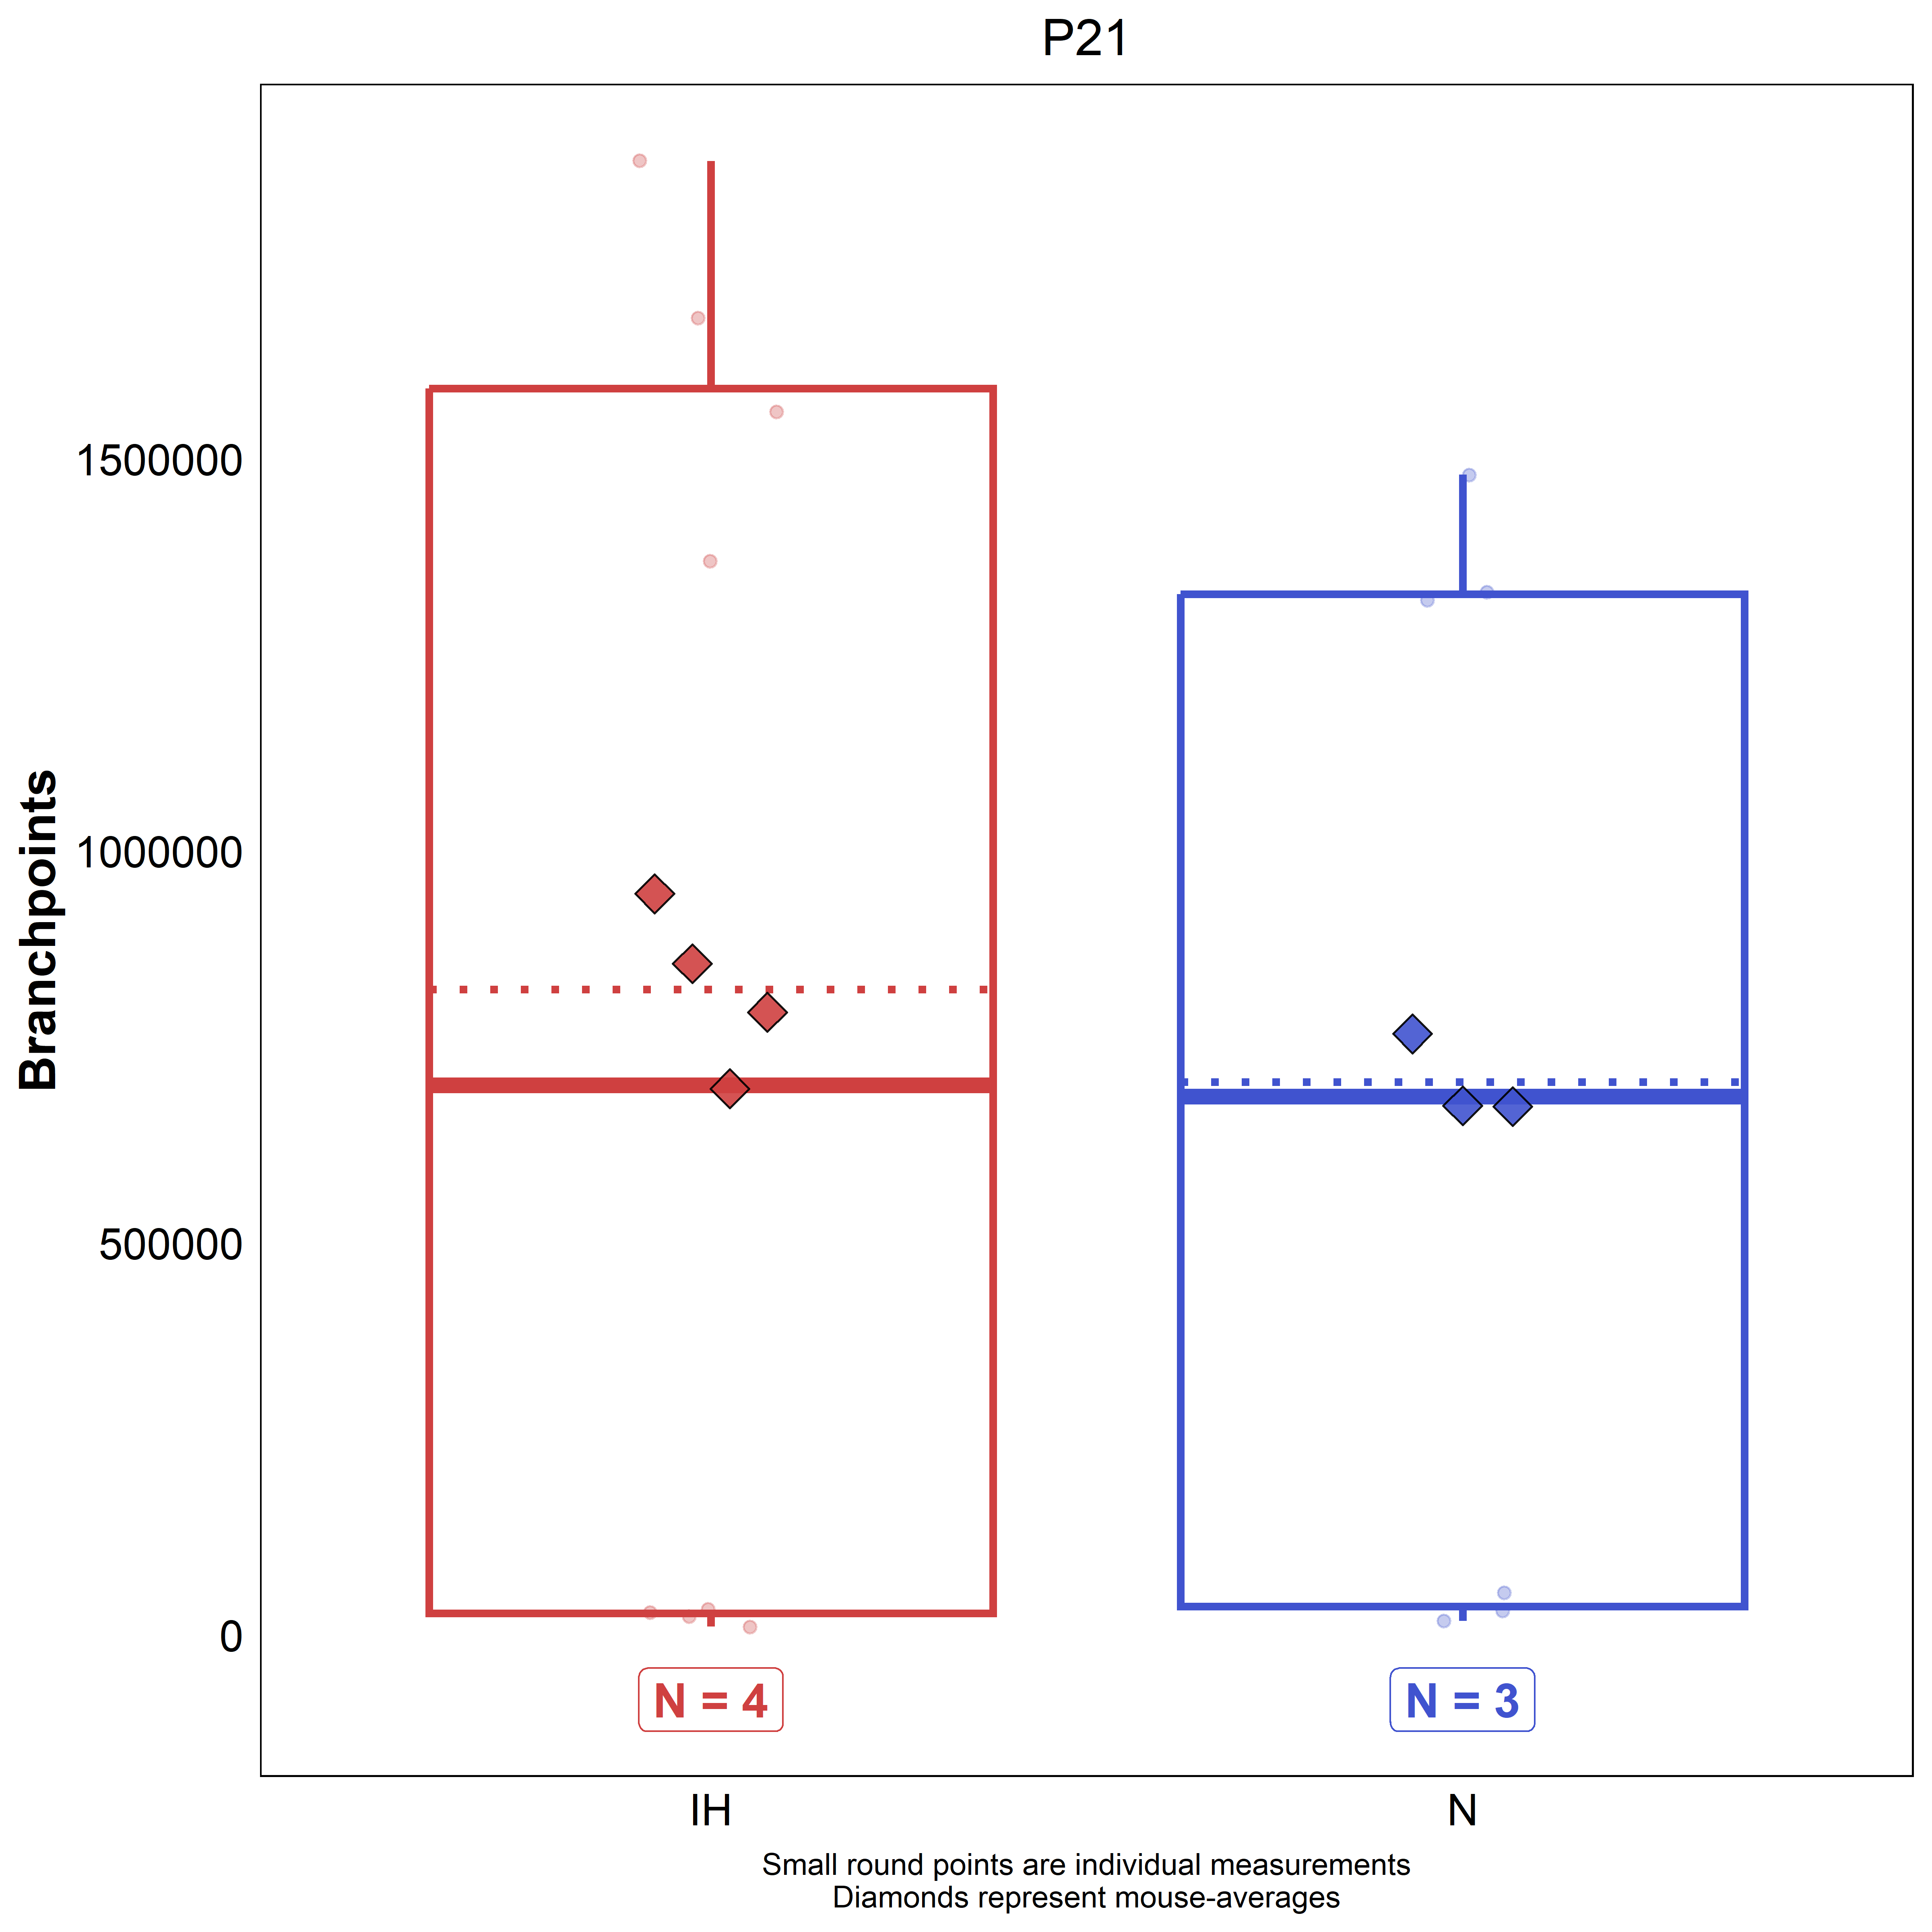 P21
Branchpoints
1500000
1000000
500000
0
N = 4
N = 3
IH
N
Small round points are individual measurements
Diamonds represent mouse-averages